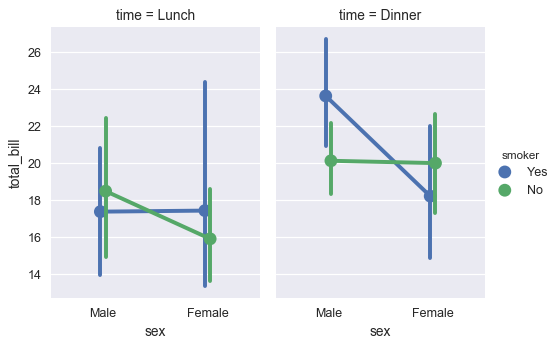 time = Lunch
time = Dinner
total_bill
26
24
22
20
18
16
14
Male
Female
Male
Female
sex
sex
smoker
Yes
No